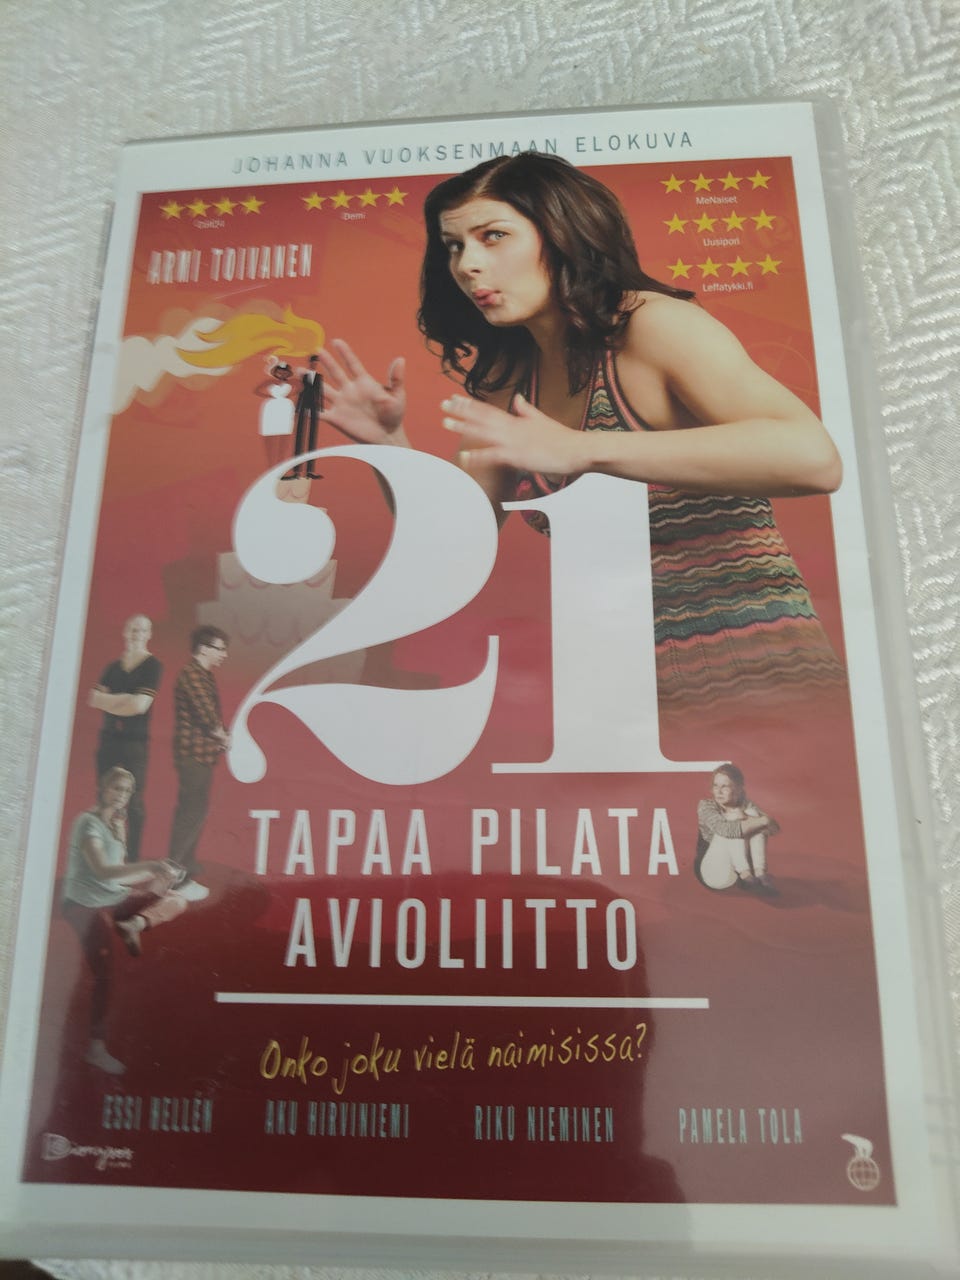 JOHANNA VUOKSENMAAN ELOKUVA
Demi
MeNaiset
Uusipori
Leffatykki.fi
ARMI TOIVANEN
21
TAPAA PILATA
AVIOLIITTO
Onko joku vielä naimisissa?
ESSI HELLÉN AKU HIRVINIEMI RIKU NIEMINEN PAMELA TOLA